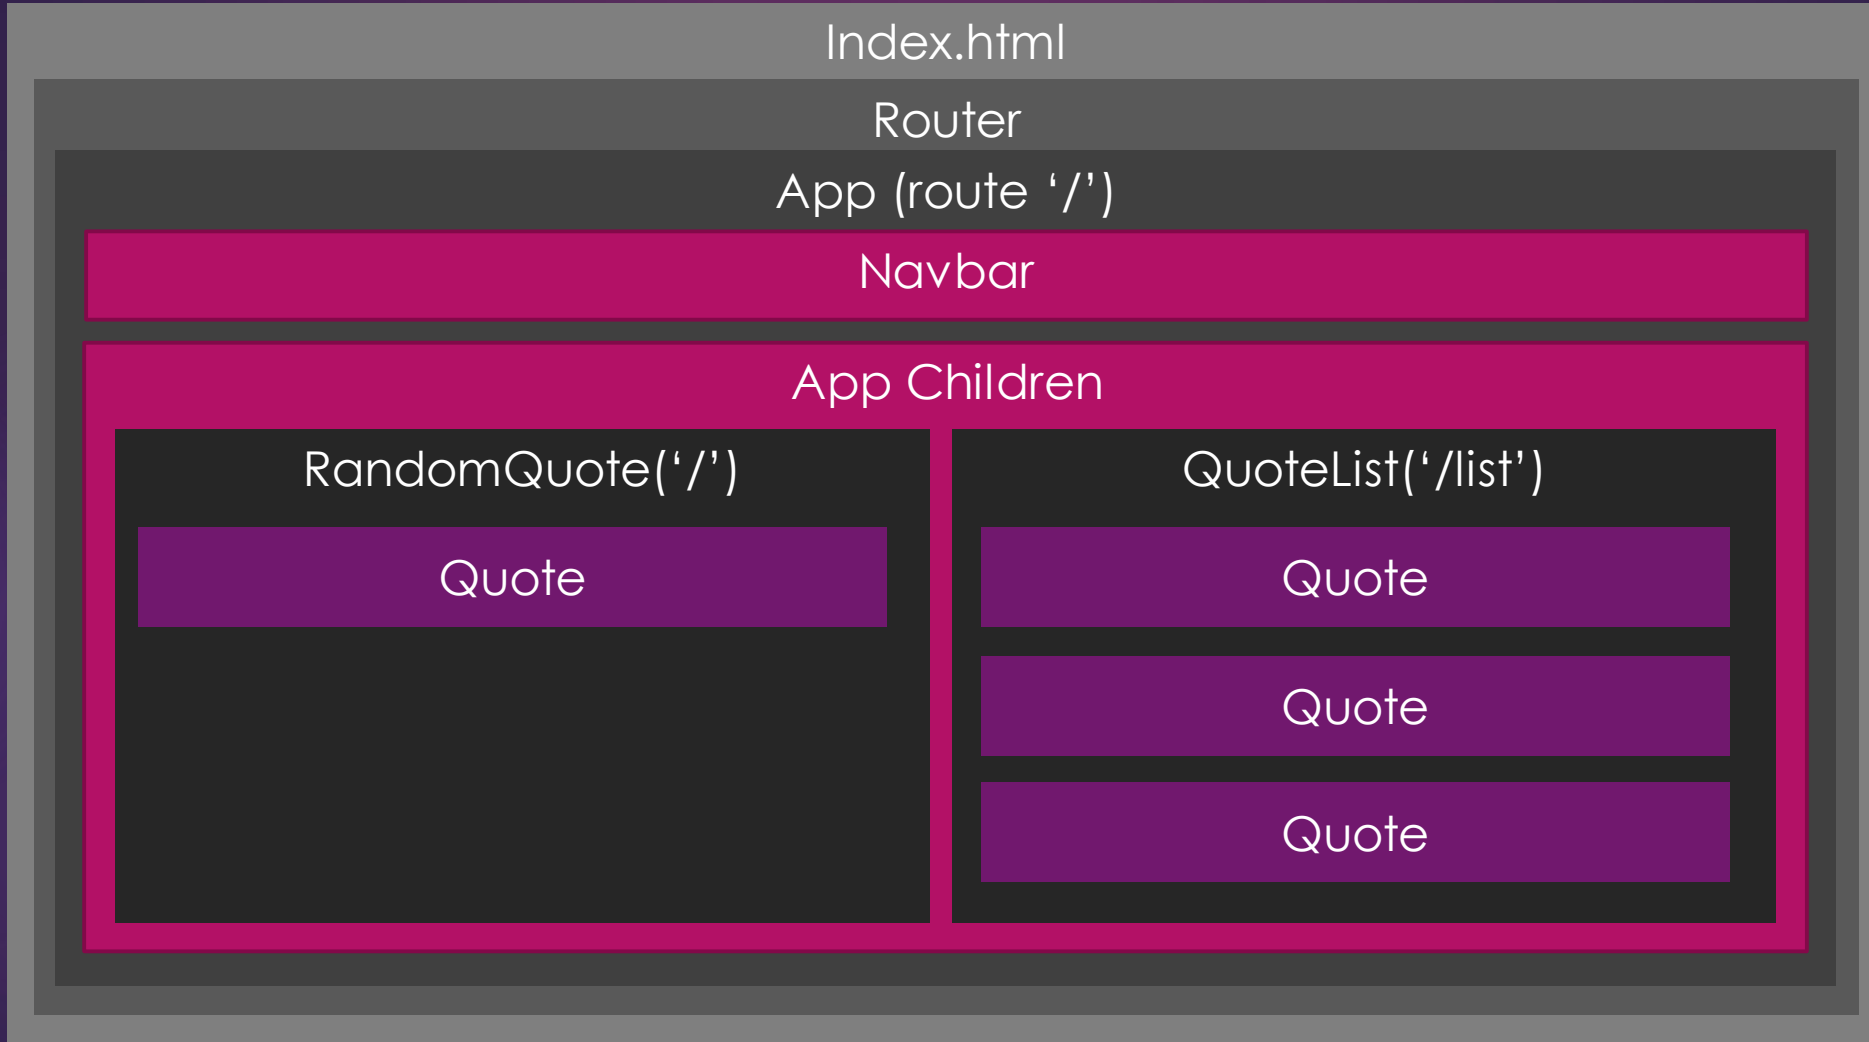 Index.html
Router
App (route ‘/’)
Navbar
App Children
RandomQuote(‘/’)
Quote
QuoteList(‘/list’)
Quote
Quote
Quote